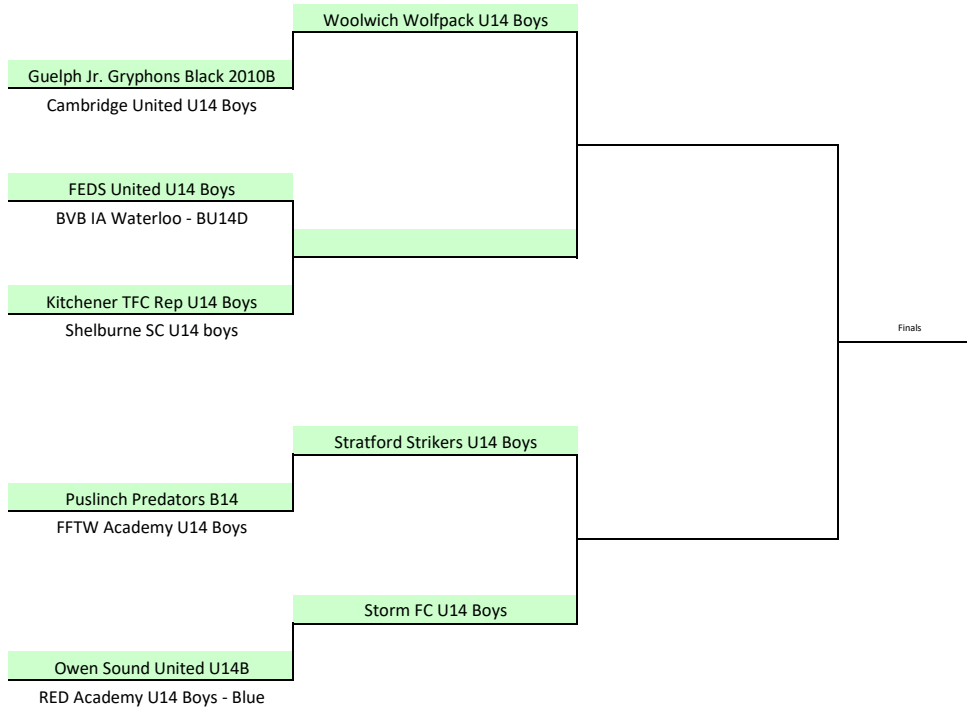 Woolwich Wolfpack U14 Boys
Guelph Jr. Gryphons Black 2010B
Cambridge United U14 Boys
FEDS United U14 Boys
BVB IA Waterloo - BU14D
Kitchener TFC Rep U14 Boys
Shelburne SC U14 boys
Finals
Stratford Strikers U14 Boys
Puslinch Predators B14
FFTW Academy U14 Boys
Storm FC U14 Boys
Owen Sound United U14B
RED Academy U14 Boys - Blue